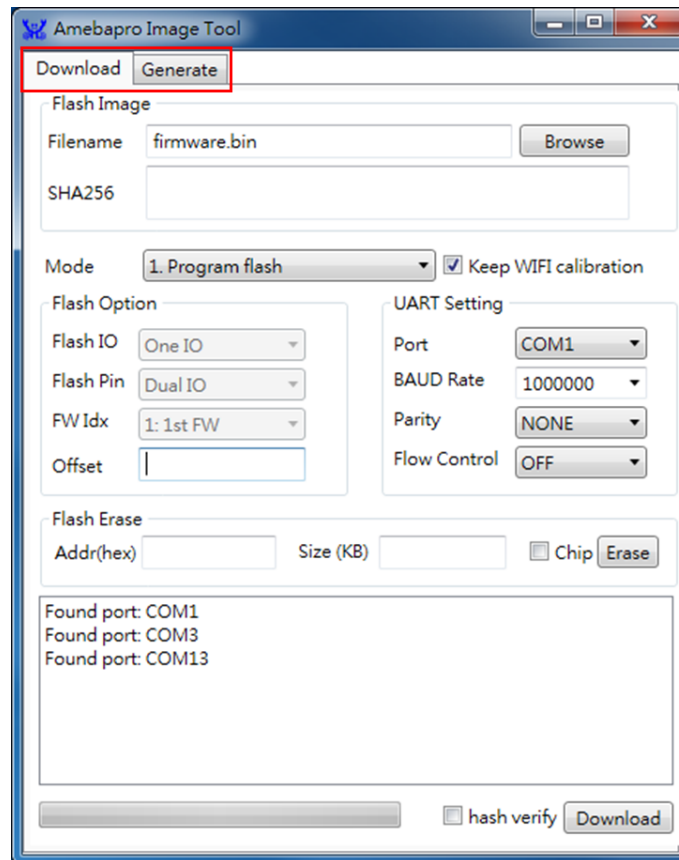 Amebapro Image Tool
Download Generate
Flash Image
Filename firmware.bin Browse
SHA256
Mode 1. Program flash Keep WIFI calibration
Flash Option UART Setting
Flash IO One IO Port COM1
Flash Pin Dual IO BAUD Rate 1000000
FW Idx 1: 1st FW Parity NONE
Offset Flow Control OFF
Flash Erase
Addr(hex) Size (KB) Chip Erase
Found port: COM1
Found port: COM3
Found port: COM13
hash verify Download